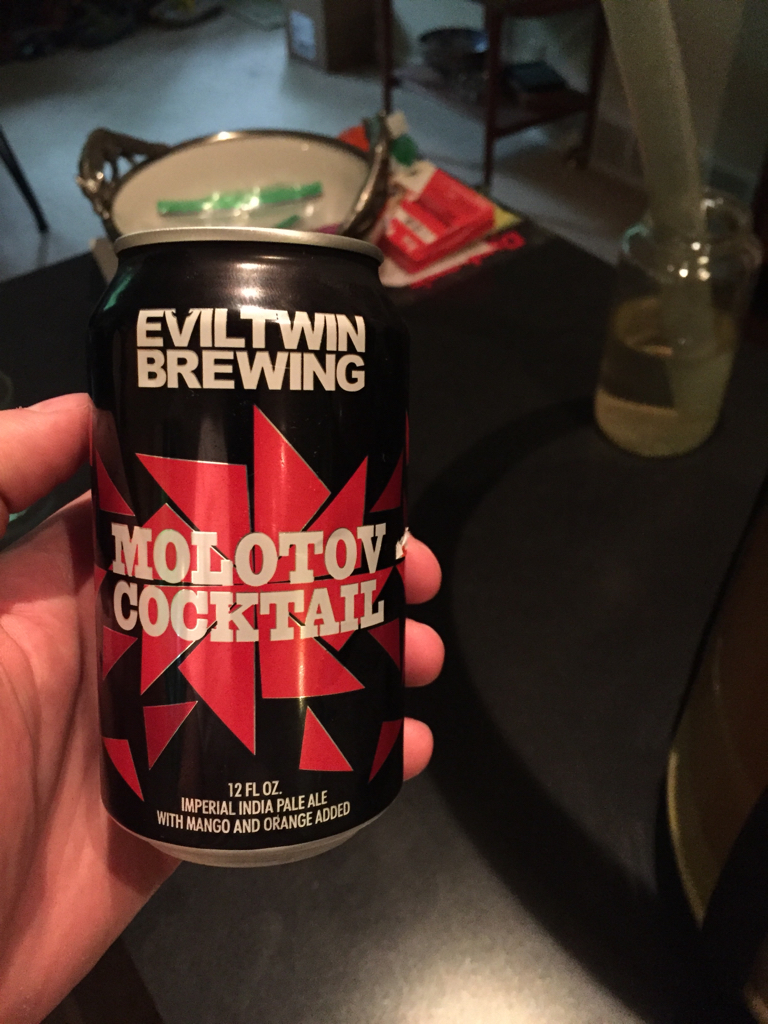 EVILTWIN
BREWING
MOLOTOV
COCKTAIL
12 FL OZ.
IMPERIAL INDIA PALE ALE
WITH MANGO AND ORANGE ADDED